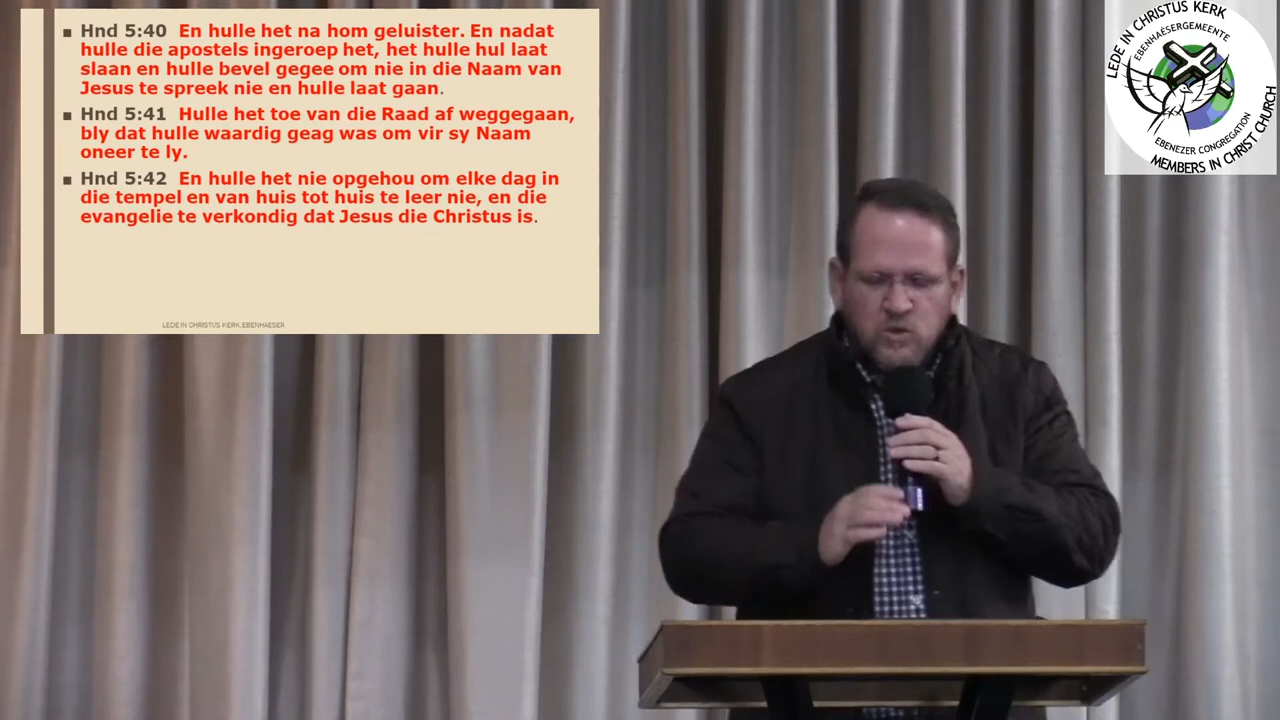 ▪ Hnd 5:40 En hulle het na hom geluister. En nadat
hulle die apostels ingeroep het, het hulle hul laat
slaan en hulle bevel gegee om nie in die Naam van
Jesus te spreek nie en hulle laat gaan.
▪ Hnd 5:41 Hulle het toe van die Raad af weggegaan,
bly dat hulle waardig geag was om vir sy Naam
oneer te ly.
▪ Hnd 5:42 En hulle het nie opgehou om elke dag in
die tempel en van huis tot huis te leer nie, en die
evangelie te verkondig dat Jesus die Christus is.
LEDE IN CHRISTUS KERK.EBENHAESER
LEDE IN CHRISTUS KERK
EBENHAESERGEMEENTE
EBENEZER CONGREGATION
MEMBERS IN CHRIST CHURCH